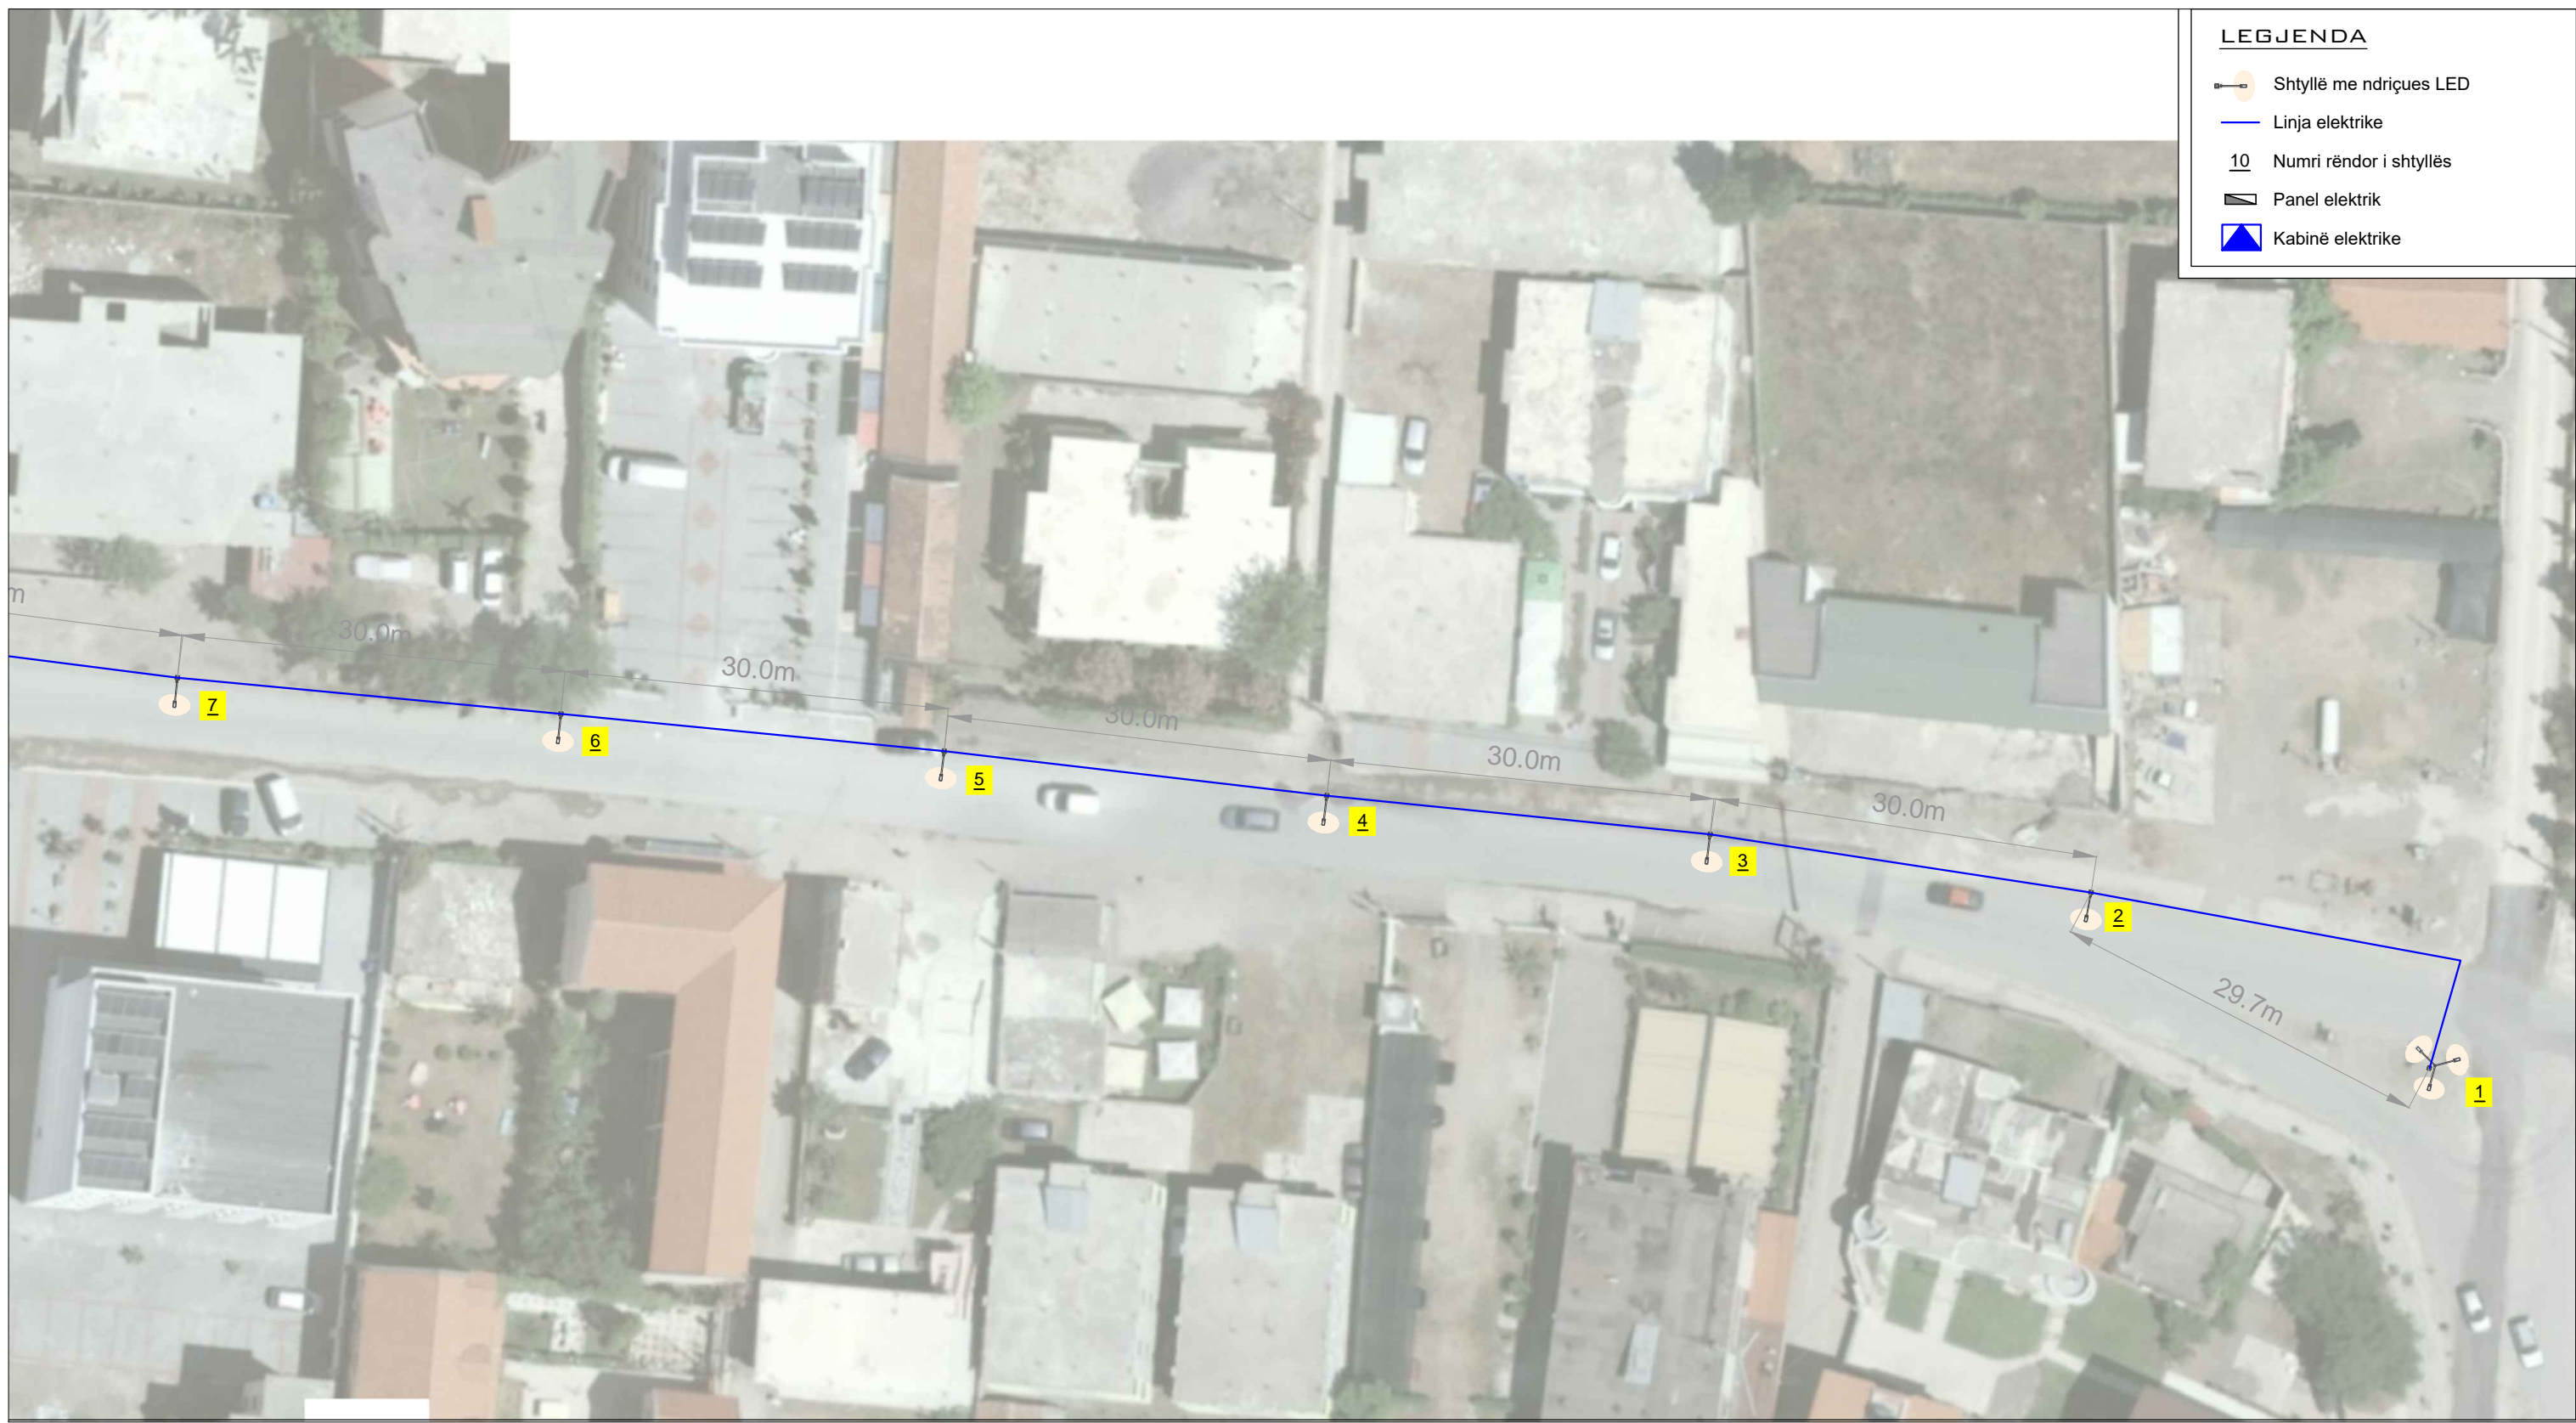 LEGJENDA
Shtyllë me ndriçues LED
Linja elektrike
10 Numri rëndor i shtyllës
Panel elektrik
Kabinë elektrike
m
30.0m
30.0m
30.0m
30.0m
30.0m
29.7m
7
6
5
4
3
2
1